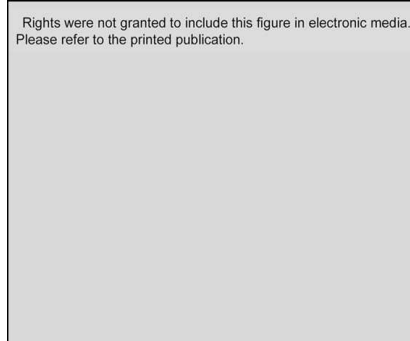 Rights were not granted to include this figure in electronic media.
Please refer to the printed publication.